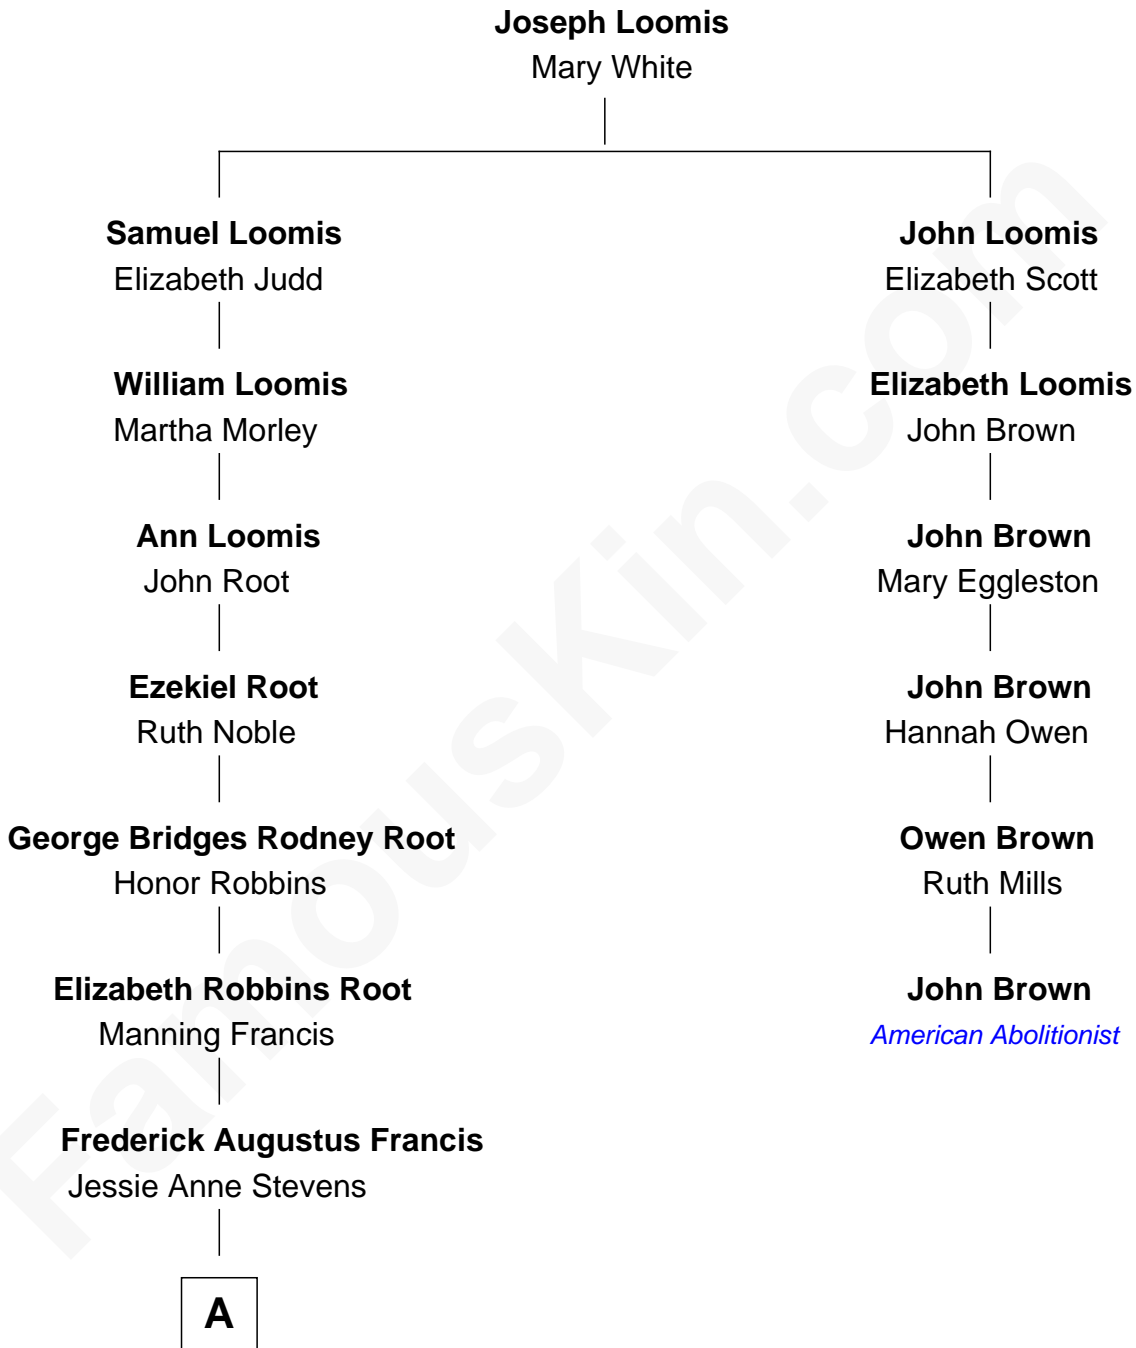 Joseph Loomis
Mary White
Samuel Loomis
Elizabeth Judd
William Loomis
Martha Morley
Ann Loomis
John Root
Ezekiel Root
Ruth Noble
George Bridges Rodney Root
Honor Robbins
Elizabeth Robbins Root
Manning Francis
Frederick Augustus Francis
Jessie Anne Stevens
A
John Loomis
Elizabeth Scott
Elizabeth Loomis
John Brown
John Brown
Mary Eggleston
John Brown
Hannah Owen
Owen Brown
Ruth Mills
John Brown
American Abolitionist
FamousKin.com